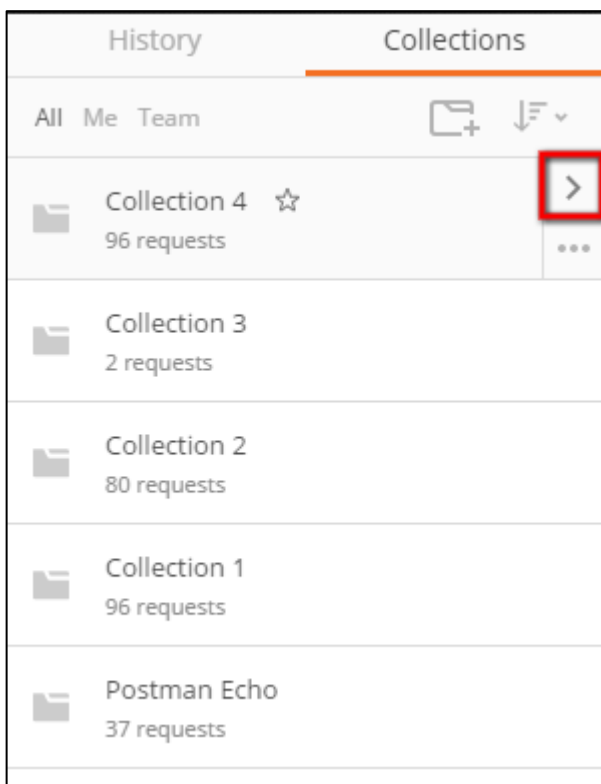 History Collections
All Me Team
Collection 4
96 requests
Collection 3
2 requests
Collection 2
80 requests
Collection 1
96 requests
Postman Echo
37 requests